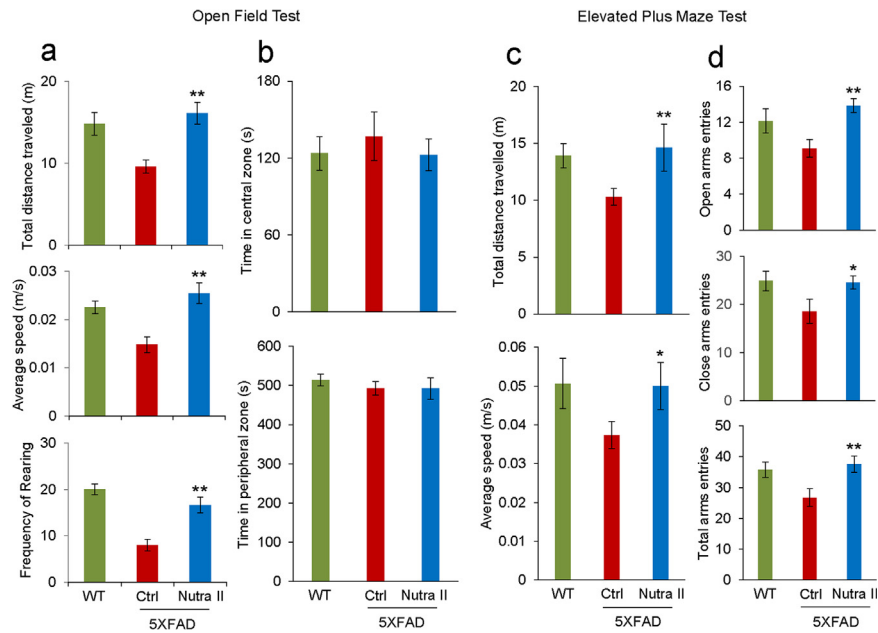 Open Field Test
Elevated Plus Maze Test
a
b
c
d
Total distance traveled (m)
20
10
0
**
Average speed (m/s)
0.03
0.02
0.01
0
**
Frequency of Rearing
30
20
10
0
**
WT Ctrl Nutra II
5XFAD
Time in central zone (s)
180
120
60
0
Time in peripheral zone (s)
600
500
400
300
200
100
0
WT Ctrl Nutra II
5XFAD
Total distance travelled (m)
20
15
10
5
0
**
Average speed (m/s)
0.06
0.05
0.04
0.03
0.02
0.01
0
*
WT Ctrl Nutra II
5XFAD
Open arms entries
16
12
8
4
0
**
Close arms entries
30
20
10
0
*
Total arms entries
50
40
30
20
10
0
**
WT Ctrl Nutra II
5XFAD